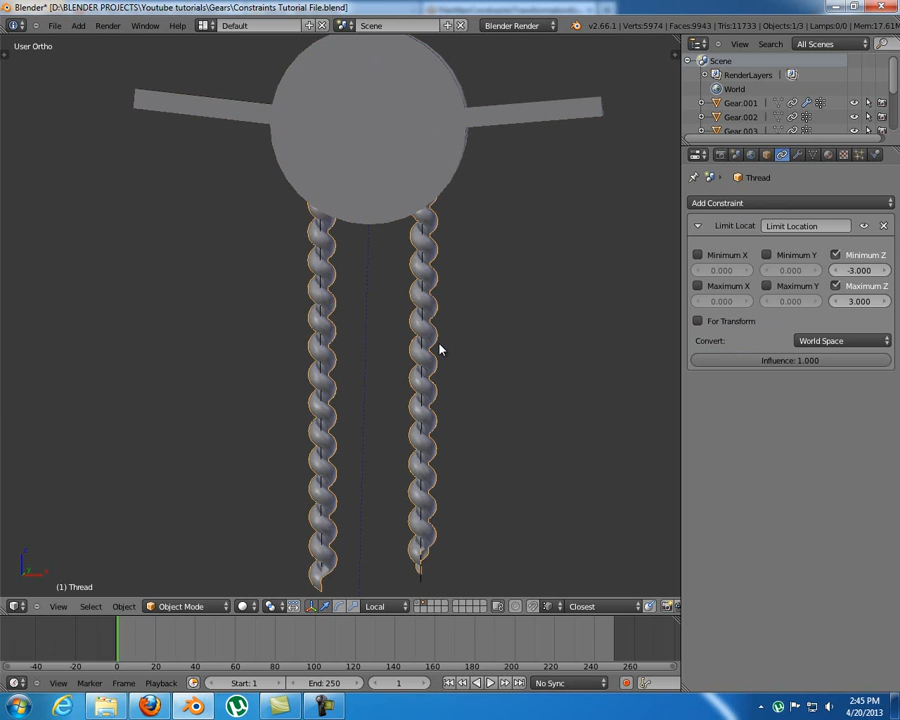 Blender* [D:\BLENDER PROJECTS\Youtube tutorials\Gears\Constraints Tutorial File.blend]
File Add Render Window Help Default Scene Blender Render v2.66.1 | Verts:5974 | Faces:9943 | Tris:11733 | Objects:1/3 | Lamps:0/0 | Mem:17.61M
User Ortho
View Search All Scenes
Scene
RenderLayers
World
Gear.001
Gear.002
Gear.003
Thread
Add Constraint
Limit Locat Limit Location
Minimum X Minimum Y Minimum Z
0.000 0.000 -3.000
Maximum X Maximum Y Maximum Z
0.000 0.000 3.000
For Transform
Convert: World Space
Influence: 1.000
(1) Thread
View Select Object Object Mode Local Closest
-40 -20 0 20 40 60 80 100 120 140 160 180 200 220 240 260
View Marker Frame Playback Start: 1 End: 250 1 No Sync
2:45 PM
4/20/2013